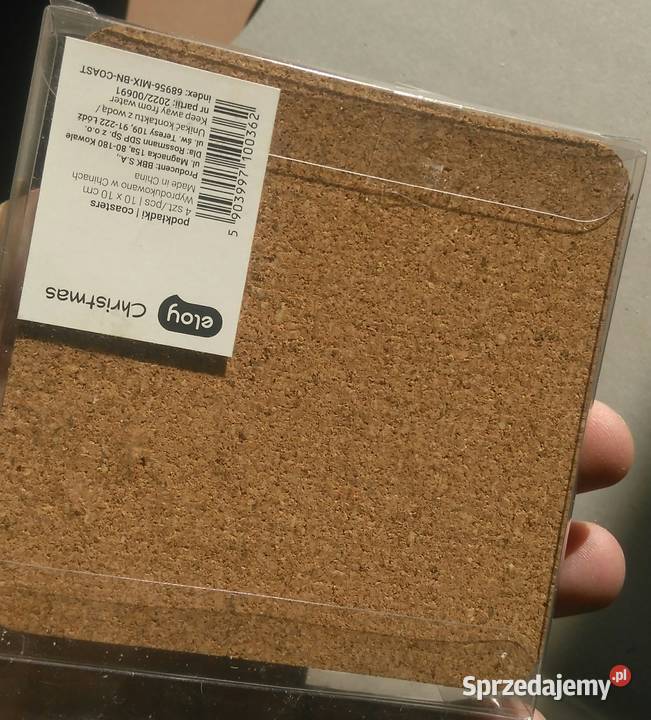 eloy Christmas
podkładki | coasters
4 szt./pcs | 10 x 10 cm
Wyprodukowano w Chinach
Made in China
Producent: BBK S.A.,
ul. Magnacka 15a, 80-180 Kowale
Dla: Rossmann SDP Sp. z o.o.
ul. św. Teresy 109, 91-222 Łódź
Unikać kontaktu z wodą /
Keep away from water
nr partii: 2022/00691
index: 68956-MIX-BN-COAST
5 903997 100362
Sprzedajemy.pl